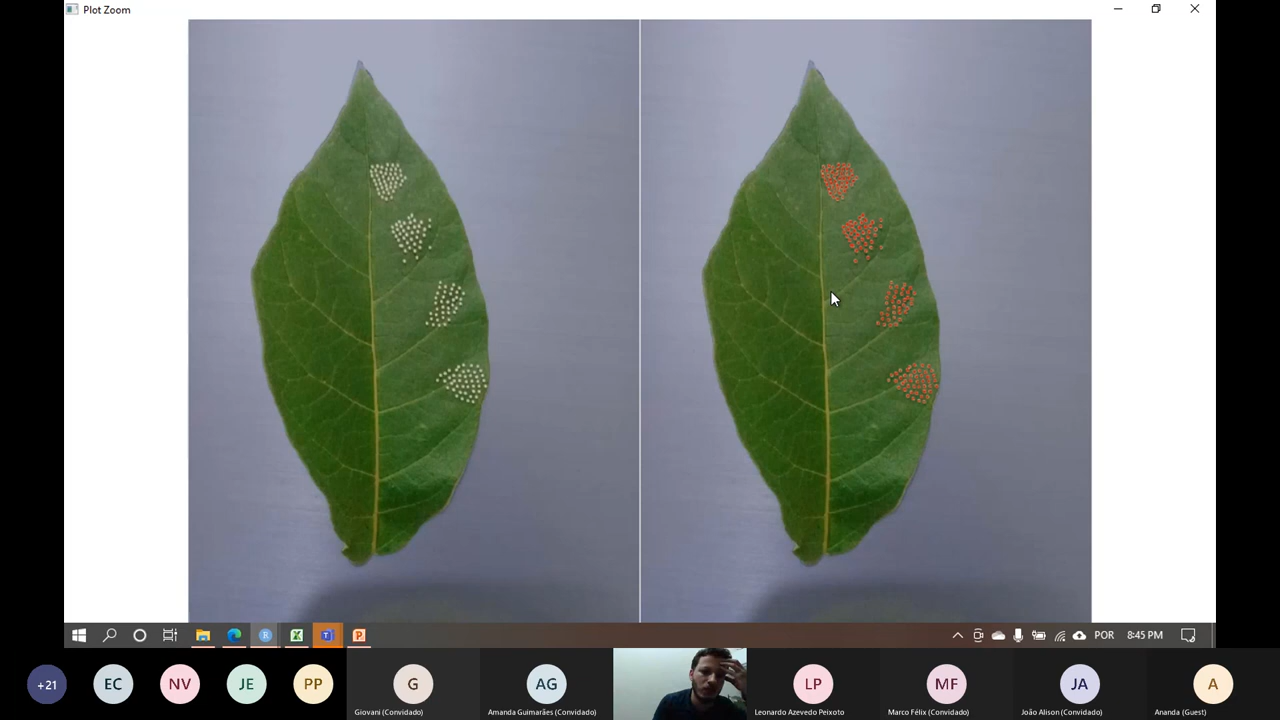 Plot Zoom
POR 8:45 PM
+21 EC NV JE PP G AG LP MF JA A
Giovani (Convidado) Amanda Guimarães (Convidado) Leonardo Azevedo Peixoto Marco Félix (Convidado) João Alison (Convidado) Ananda (Guest)